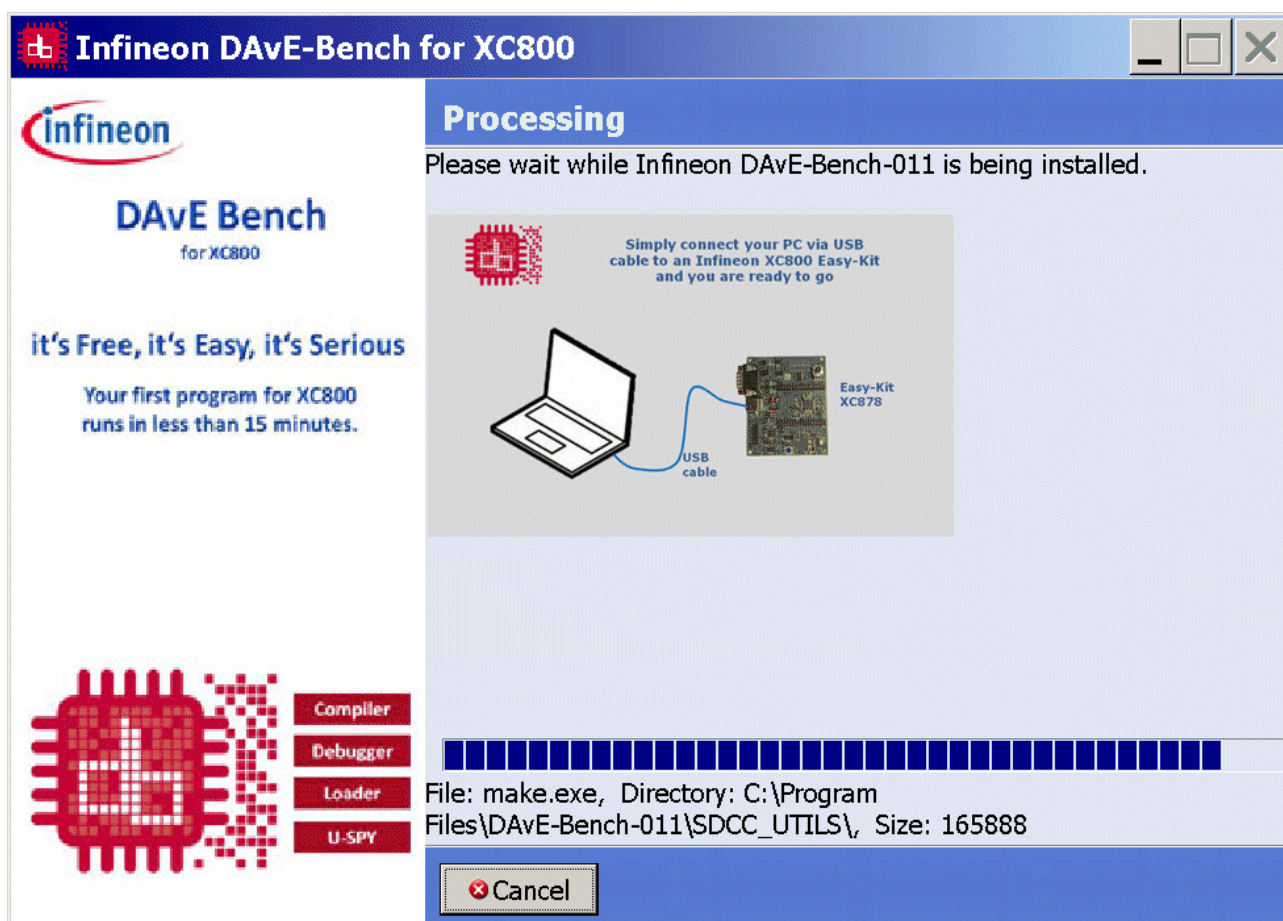 Infineon DAvE-Bench for XC800
infineon
DAvE Bench
for XC800
it's Free, it's Easy, it's Serious
Your first program for XC800
runs in less than 15 minutes.
Compiler
Debugger
Loader
U-SPY
Processing
Please wait while Infineon DAvE-Bench-011 is being installed.
Simply connect your PC via USB
cable to an Infineon XC800 Easy-Kit
and you are ready to go
Easy-Kit
XC878
USB
cable
File: make.exe, Directory: C:\Program
Files\DAvE-Bench-011\SDCC_UTILS\, Size: 165888
Cancel